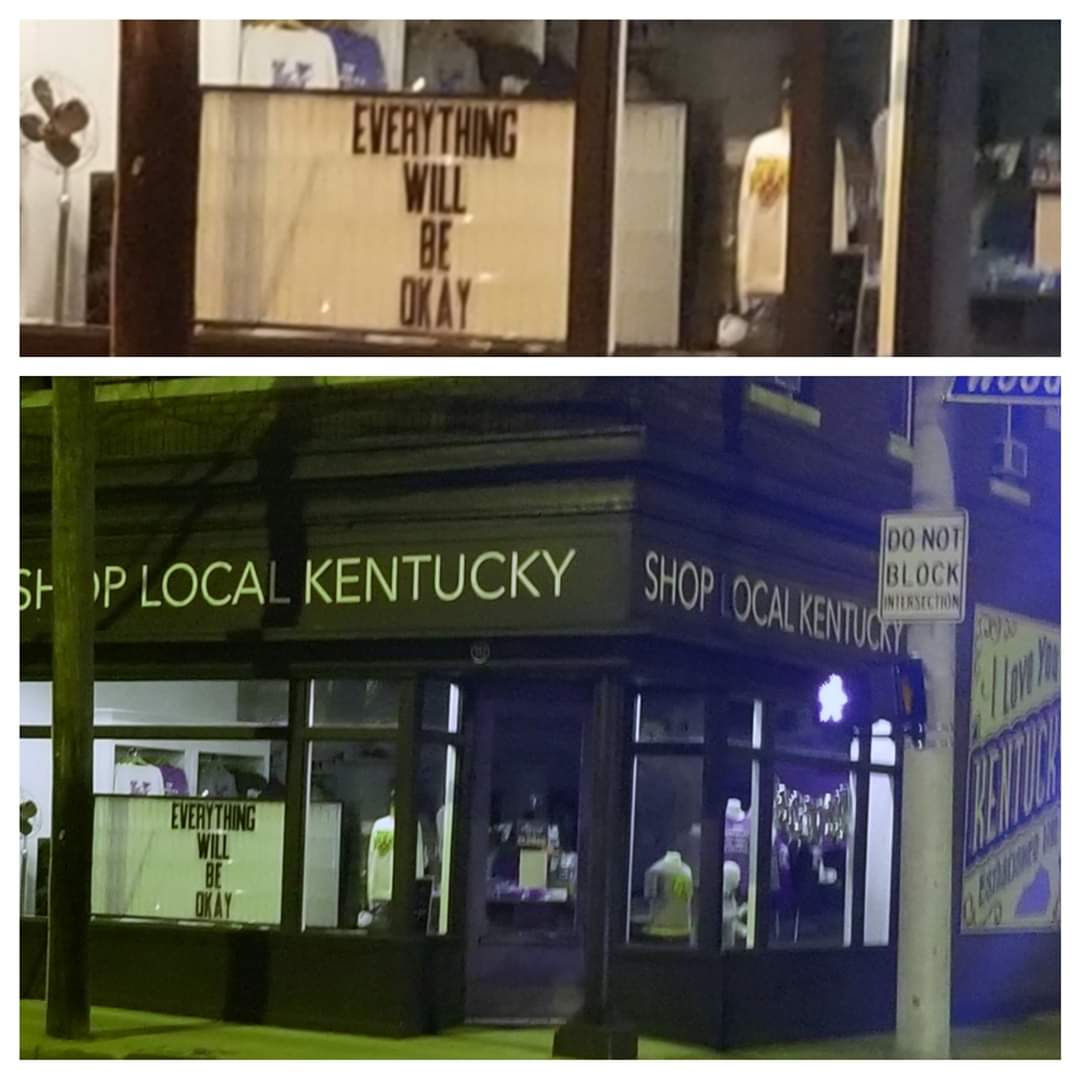 EVERYTHING
WILL
BE
OKAY
SHOP LOCAL KENTUCKY
SHOP LOCAL KENTUCKY
DO NOT
BLOCK
INTERSECTION
I Love You
KENTUCK
EVERYTHING
WILL
BE
OKAY